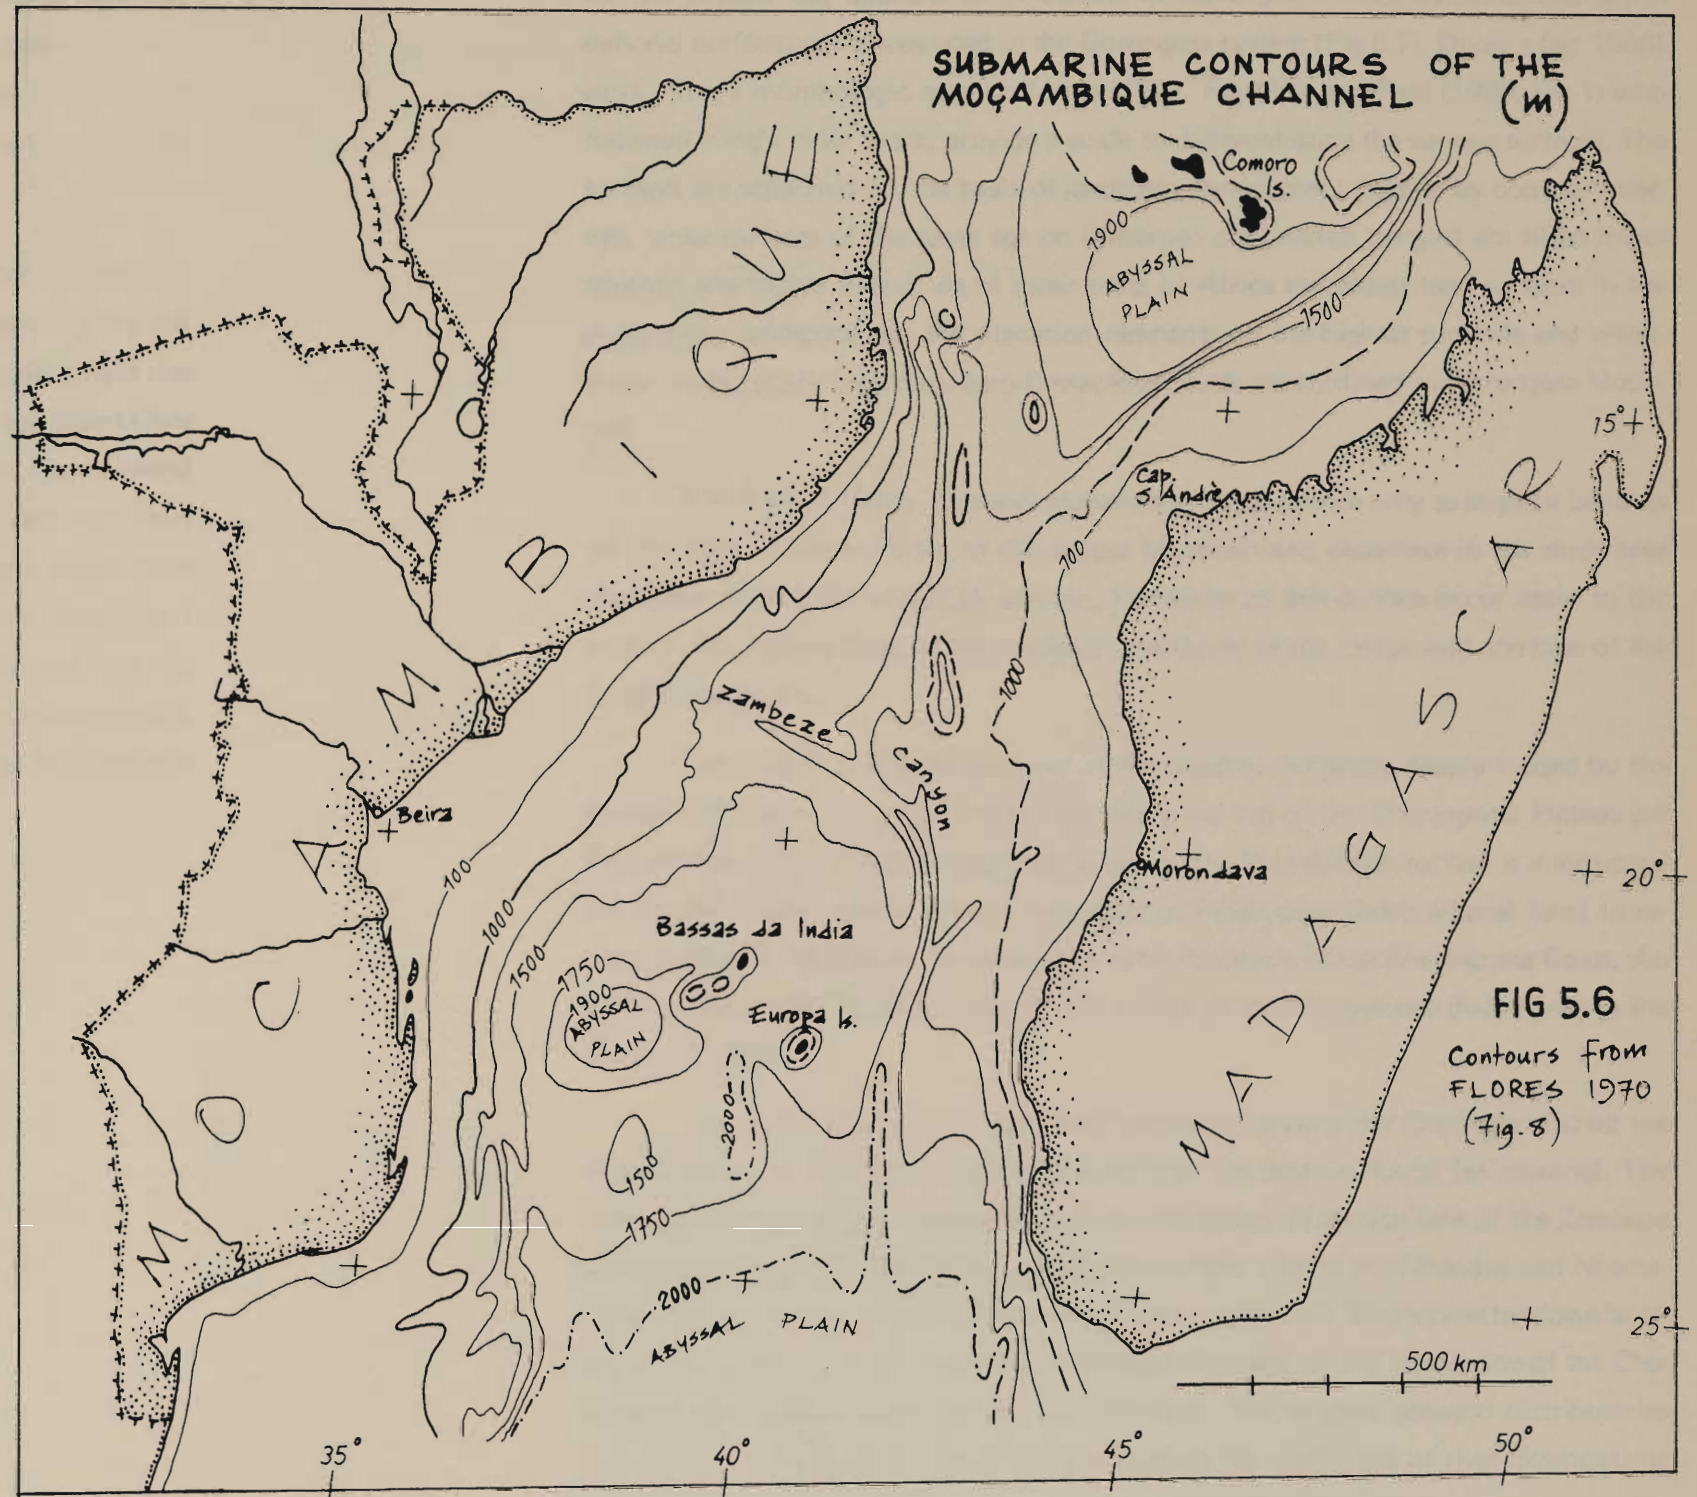 SUBMARINE CONTOURS OF THE
MOÇAMBIQUE CHANNEL (m)
Comoro
Is.
1900
ABYSSAL
PLAIN
1500
15°
Cap.
S. Andrè
100
1000
Zambeze
Canyon
MOÇAMBIQUE
MADAGASCAR
Beira
Morondava
20°
100
1000
1500
Bassas da India
1750
1900
ABYSSAL
PLAIN
Europa Is.
2000
1500
1750
2000
ABYSSAL PLAIN
FIG 5.6
Contours from
FLORES 1970
(Fig. 8)
25°
500 km
35° 40° 45° 50°